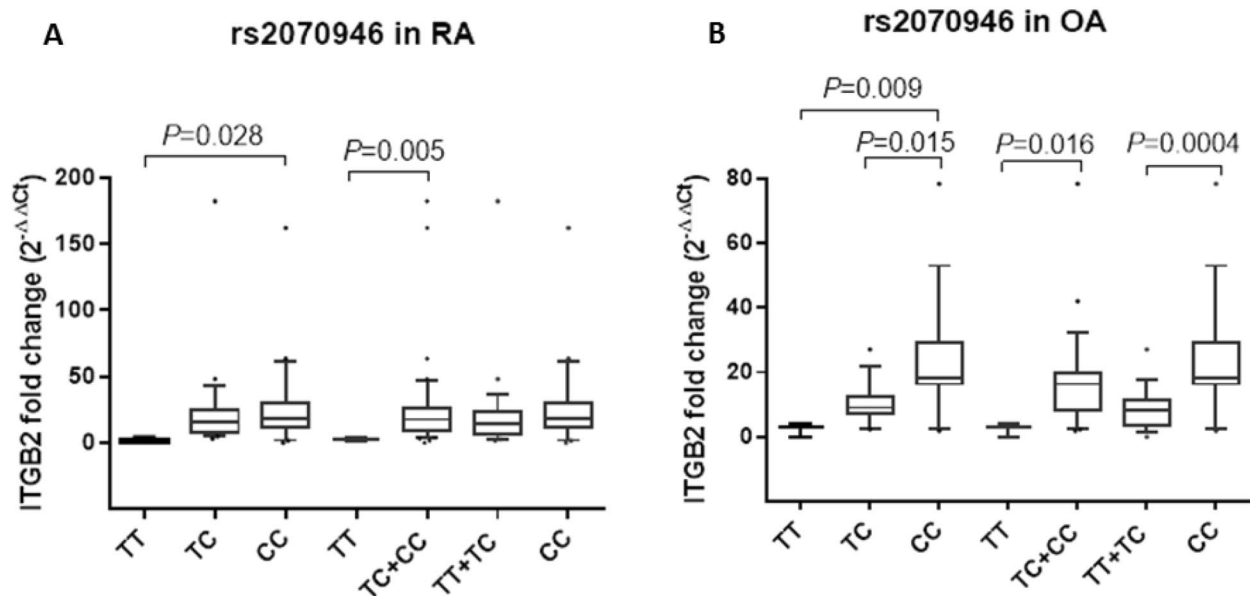 A
rs2070946 in RA
P=0.028
P=0.005
ITGB2 fold change (2-Δ ΔCt)
200
150
100
50
0
TT
TC
CC
TT
TC+CC
TT+TC
CC
B
rs2070946 in OA
P=0.009
P=0.015
P=0.016
P=0.0004
ITGB2 fold change (2-Δ ΔCt)
80
60
40
20
0
TT
TC
CC
TT
TC+CC
TT+TC
CC